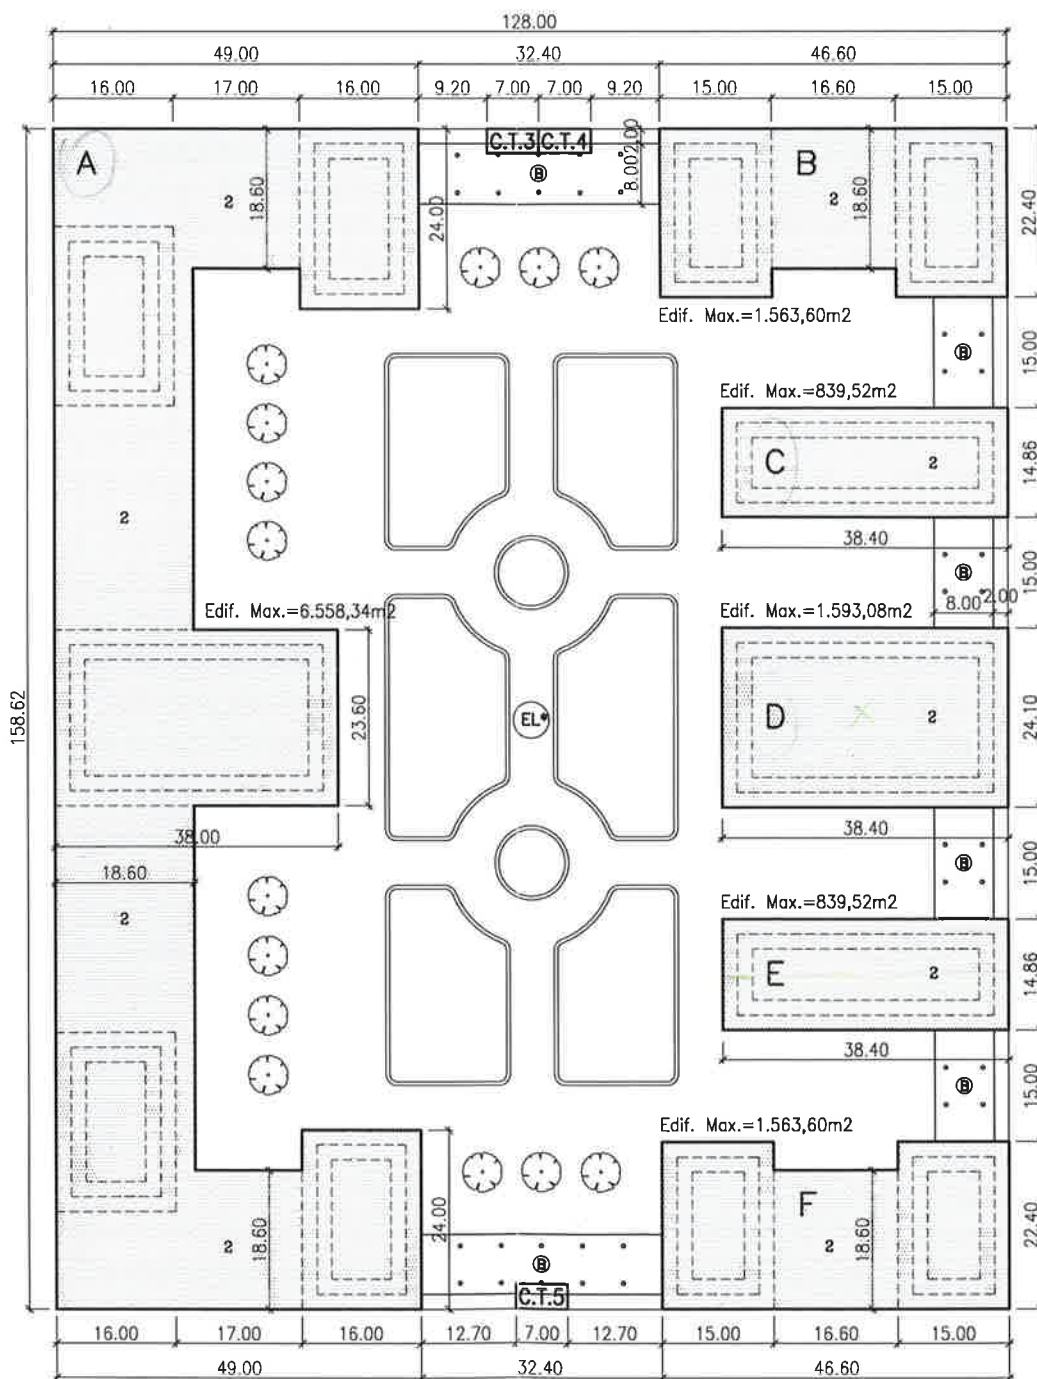 128.00
49.00 32.40 46.60
16.00 17.00 16.00 9.20 7.00 7.00 9.20 15.00 16.60 15.00
A C.T.3 C.T.4 B
2 18.60 24.00 B 8.00 2.00 2 18.60 22.40
Edif. Max.=1.563,60m2
B 15.00
Edif. Max.=839,52m2
C 2 14.86
2
38.40
B 15.00
8.00 2.00
Edif. Max.=6.558,34m2 Edif. Max.=1.593,08m2
158.62 23.60 EL* D 2 24.10
38.00 38.40
18.60 B 15.00
2 Edif. Max.=839,52m2
E 2 14.86
38.40
B 15.00
Edif. Max.=1.563,60m2
F
2 18.60 24.00 B 2 18.60 22.40
C.T.5
16.00 17.00 16.00 12.70 7.00 12.70 15.00 16.60 15.00
49.00 32.40 46.60